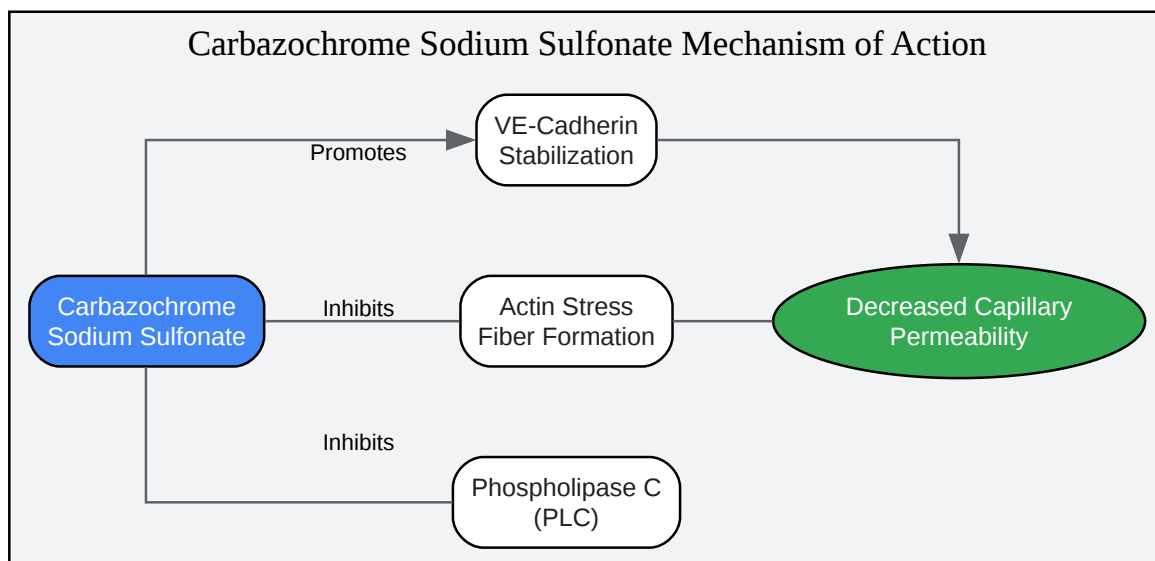 Carbazochrome Sodium Sulfonate Mechanism of Action
VE-Cadherin
Stabilization
Promotes
Carbazochrome
Sodium Sulfonate
Inhibits
Actin Stress
Fiber Formation
Decreased Capillary
Permeability
Inhibits
Phospholipase C
(PLC)